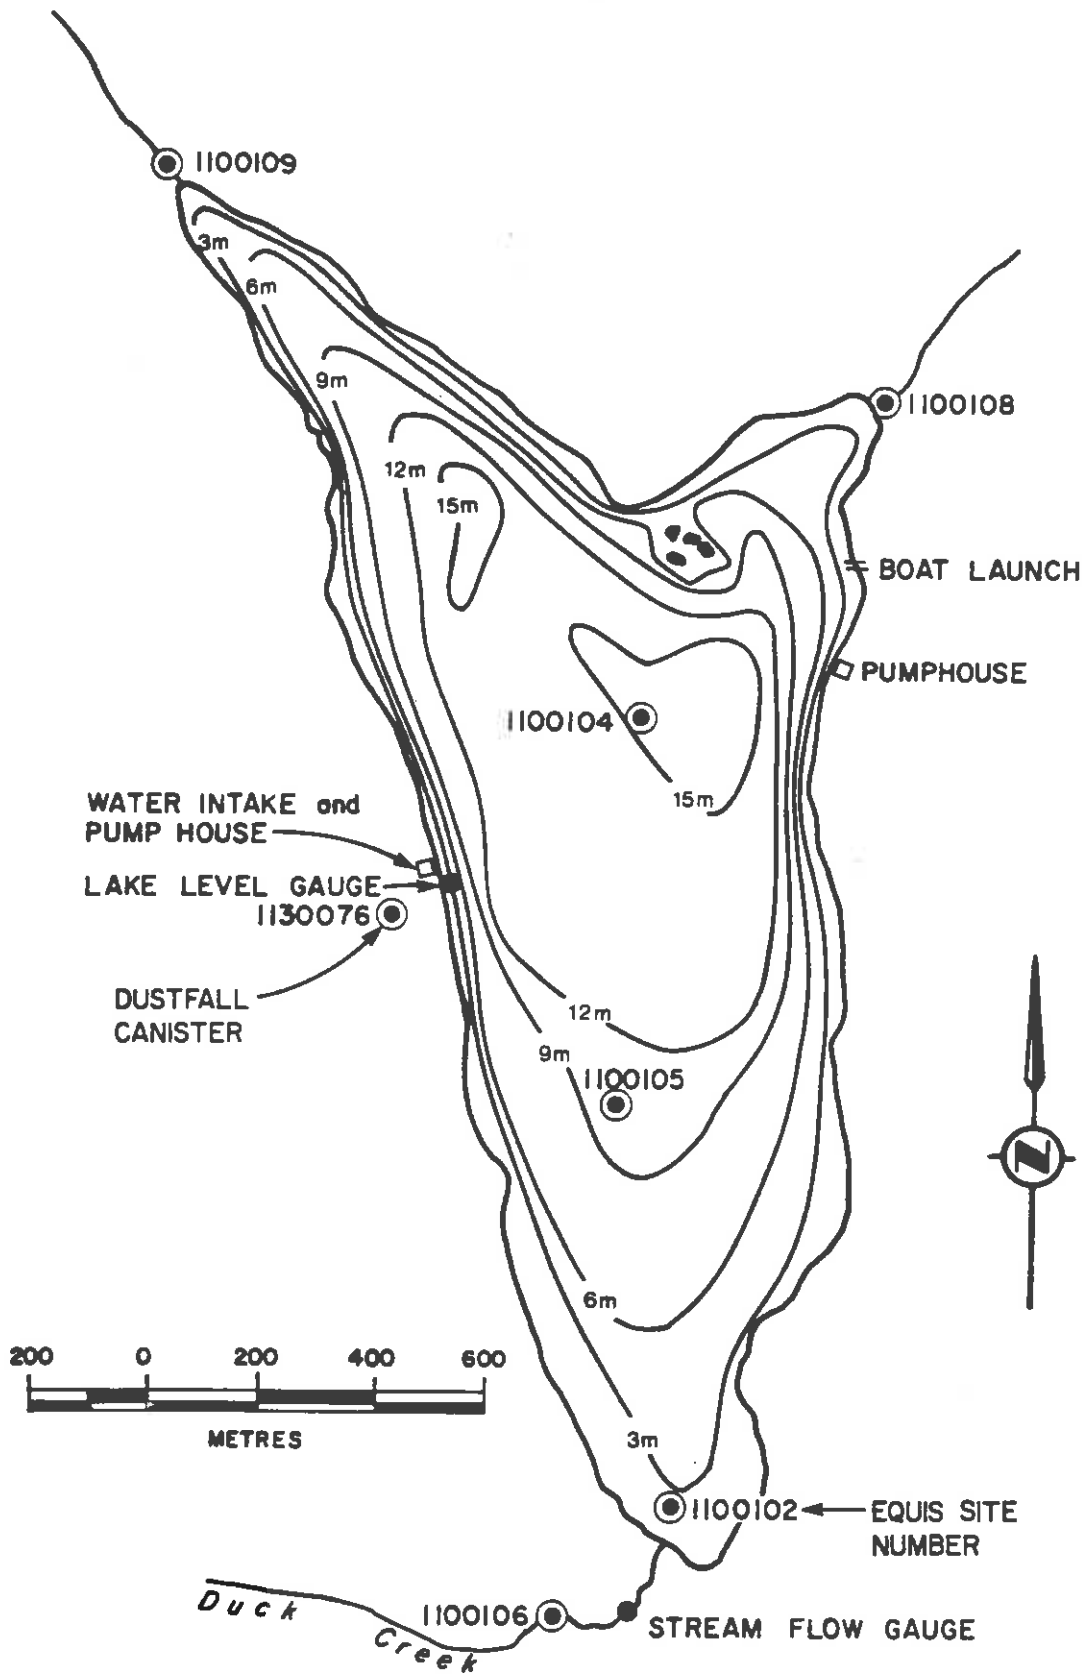 1100109
3m
6m
9m
1100108
12m
15m
BOAT LAUNCH
PUMPHOUSE
1100104
15m
WATER INTAKE and
PUMP HOUSE
LAKE LEVEL GAUGE
1130076
DUSTFALL
CANISTER
12m
9m
1100105
N
6m
200 0 200 400 600
METRES
3m
1100102
EQUIS SITE
NUMBER
Duck
Creek
1100106
STREAM FLOW GAUGE